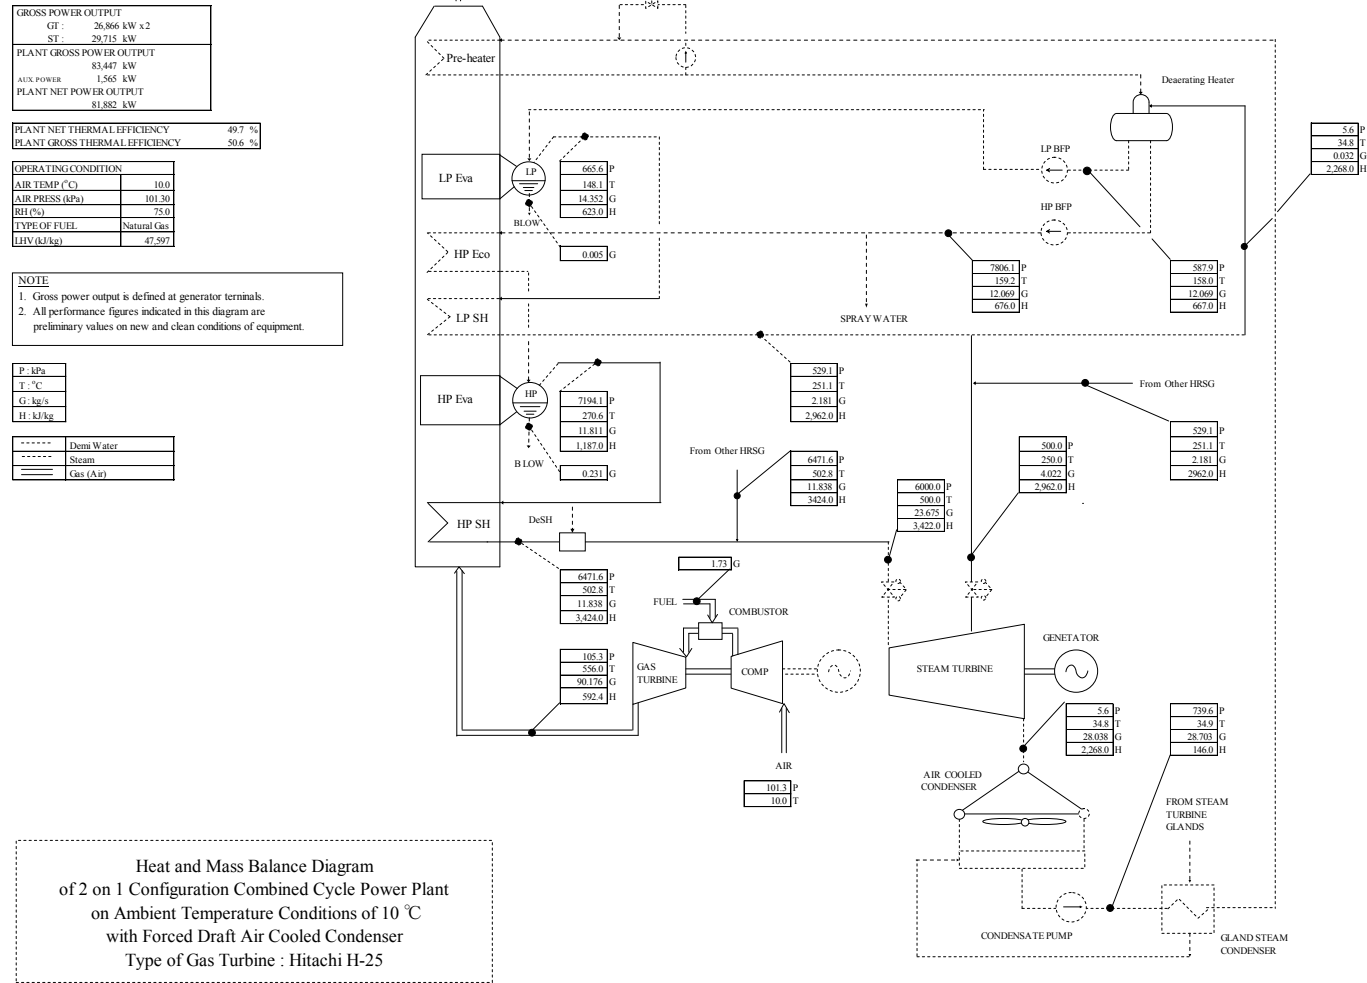 GROSS POWER OUTPUT
GT : 26,866 kW x 2
ST : 29,715 kW
PLANT GROSS POWER OUTPUT
83,447 kW
AUX. POWER 1,565 kW
PLANT NET POWER OUTPUT
81,882 kW
PLANT NET THERMAL EFFICIENCY 49.7 %
PLANT GROSS THERMAL EFFICIENCY 50.6 %
OPERATING CONDITION
AIR TEMP (°C) 10.0
AIR PRESS (kPa) 101.30
RH (%) 75.0
TYPE OF FUEL Natural Gas
LHV (kJ/kg) 47,597
NOTE
1. Gross power output is defined at generator terninals.
2. All performance figures indicated in this diagram are
preliminary values on new and clean conditions of equipment.
P : kPa
T : °C
G : kg/s
H : kJ/kg
Demi Water
Steam
Gas (Air)
Pre-heater
Deaerating Heater
5.6 P
34.8 T
0.032 G
2,268.0 H
LP Eva
LP
665.6 P
148.1 T
14.352 G
623.0 H
BLOW
0.005 G
LP BFP
HP BFP
HP Eco
7806.1 P
159.2 T
12.069 G
676.0 H
587.9 P
158.0 T
12.069 G
667.0 H
SPRAY WATER
LP SH
529.1 P
251.1 T
2.181 G
2,962.0 H
From Other HRSG
529.1 P
251.1 T
2.181 G
2962.0 H
HP Eva
HP
7194.1 P
270.6 T
11.811 G
1,187.0 H
B LOW
0.231 G
From Other HRSG
6471.6 P
502.8 T
11.838 G
3424.0 H
500.0 P
250.0 T
4.022 G
2,962.0 H
6000.0 P
500.0 T
23.675 G
3,422.0 H
HP SH
DeSH
6471.6 P
502.8 T
11.838 G
3,424.0 H
1.73 G
FUEL
COMBUSTOR
105.3 P
556.0 T
90.176 G
592.4 H
GAS
TURBINE
COMP
AIR
101.3 P
10.0 T
STEAM TURBINE
GENETATOR
5.6 P
34.8 T
28.038 G
2,268.0 H
739.6 P
34.9 T
28.703 G
146.0 H
AIR COOLED
CONDENSER
FROM STEAM
TURBINE
GLANDS
CONDENSATE PUMP
GLAND STEAM
CONDENSER
Heat and Mass Balance Diagram
of 2 on 1 Configuration Combined Cycle Power Plant
on Ambient Temperature Conditions of 10 ℃
with Forced Draft Air Cooled Condenser
Type of Gas Turbine : Hitachi H-25